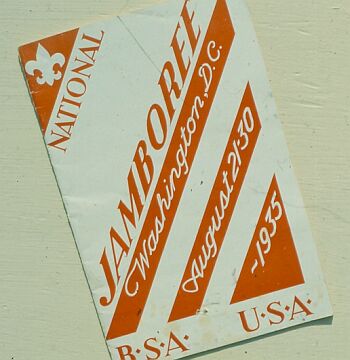 NATIONAL
JAMBOREE
Washington, D.C.
August 21-30
-1935
B·S·A· U·S·A·